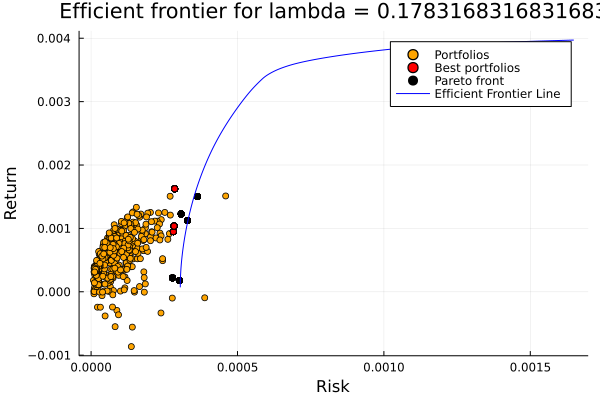 Efficient frontier for lambda = 0.1783168316831683
0.004
0.003
0.002
0.001
0.000
−0.001
Return
Portfolios
Best portfolios
Pareto front
Efficient Frontier Line
0.0000 0.0005 0.0010 0.0015
Risk